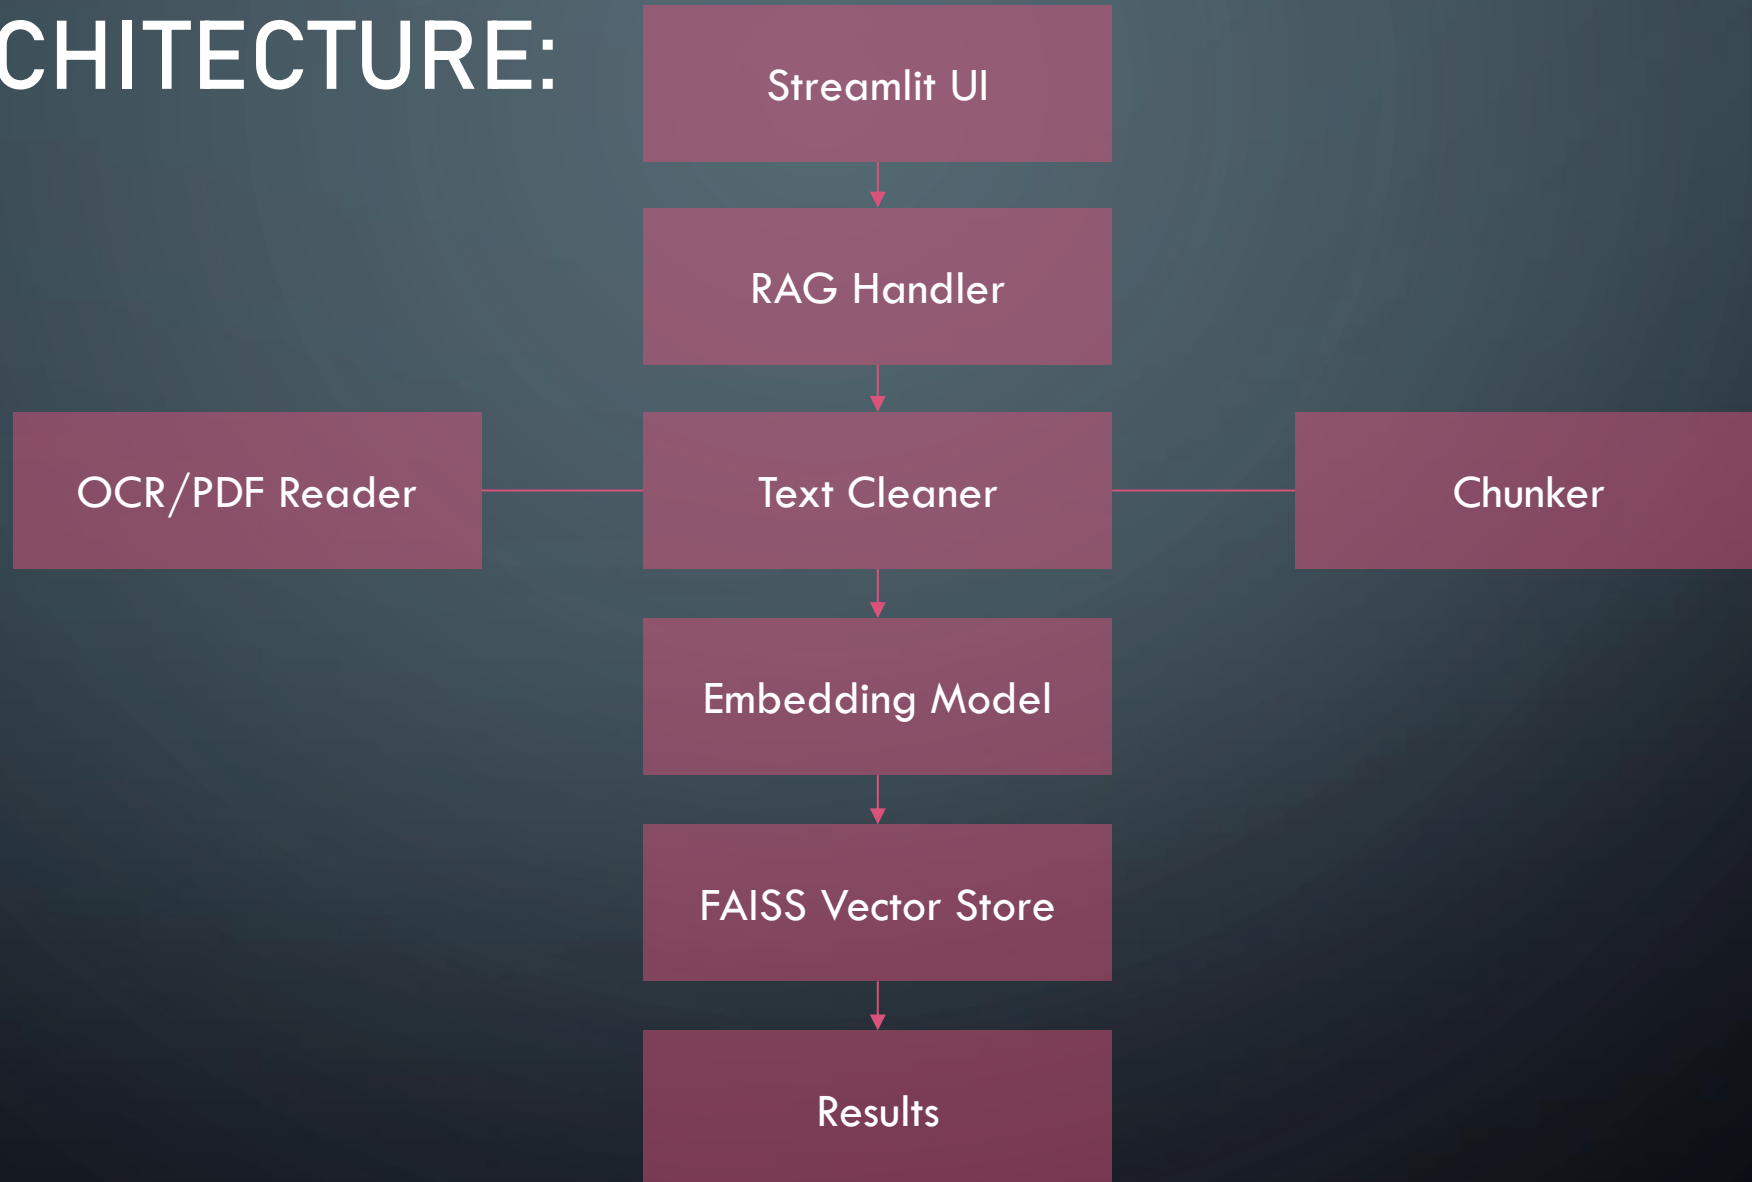 CHITECTURE:
Streamlit UI
RAG Handler
OCR/PDF Reader
Text Cleaner
Chunker
Embedding Model
FAISS Vector Store
Results